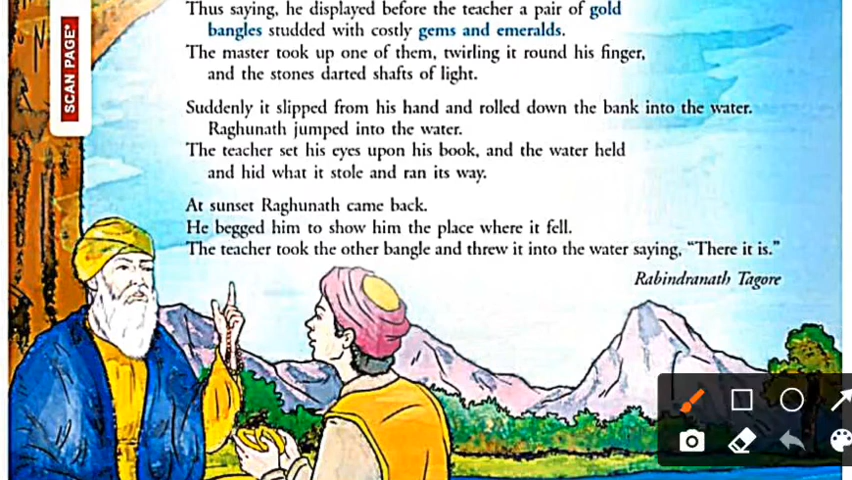 Thus saying, he displayed before the teacher a pair of gold
bangles studded with costly gems and emeralds.
The master took up one of them, twirling it round his finger,
and the stones darted shafts of light.
Suddenly it slipped from his hand and rolled down the bank into the water.
Raghunath jumped into the water.
The teacher set his eyes upon his book, and the water held
and hid what it stole and ran its way.
At sunset Raghunath came back.
He begged him to show him the place where it fell.
The teacher took the other bangle and threw it into the water saying, “There it is.”
Rabindranath Tagore
SCAN PAGE